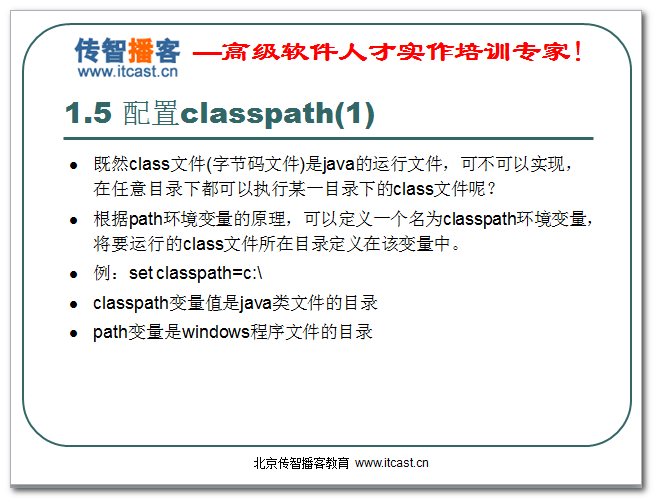 传智播客 —高级软件人才实作培训专家!
www.itcast.cn
1.5 配置classpath(1)
既然class文件(字节码文件)是java的运行文件，可不可以实现，
在任意目录下都可以执行某一目录下的class文件呢?
根据path环境变量的原理，可以定义一个名为classpath环境变量，
将要运行的class文件所在目录定义在该变量中。
例：set classpath=c:\
classpath变量值是java类文件的目录
path变量是windows程序文件的目录
北京传智播客教育 www.itcast.cn